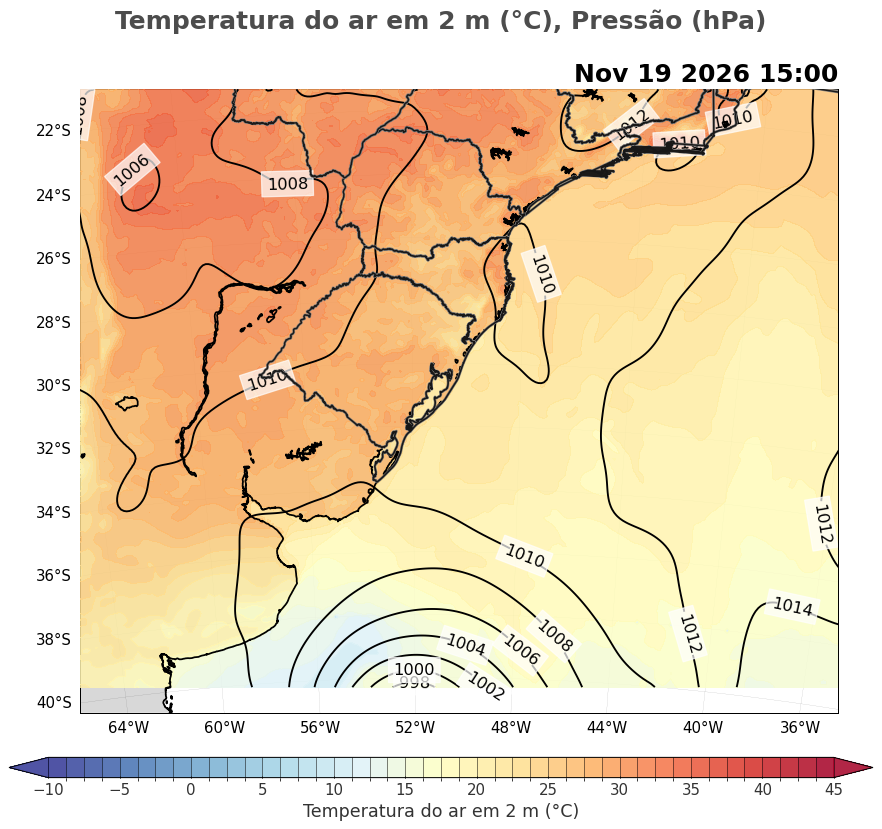 Temperatura do ar em 2 m (°C), Pressão (hPa)
Nov 19 2026 15:00
22°S
24°S
26°S
28°S
30°S
32°S
34°S
36°S
38°S
40°S
1012
1010
1010
1006
1008
1010
1010
1012
1010
1014
1012
1008
1006
1004
1002
1000
998
64°W
60°W
56°W
52°W
48°W
44°W
40°W
36°W
−10
−5
0
5
10
15
20
25
30
35
40
45
Temperatura do ar em 2 m (°C)